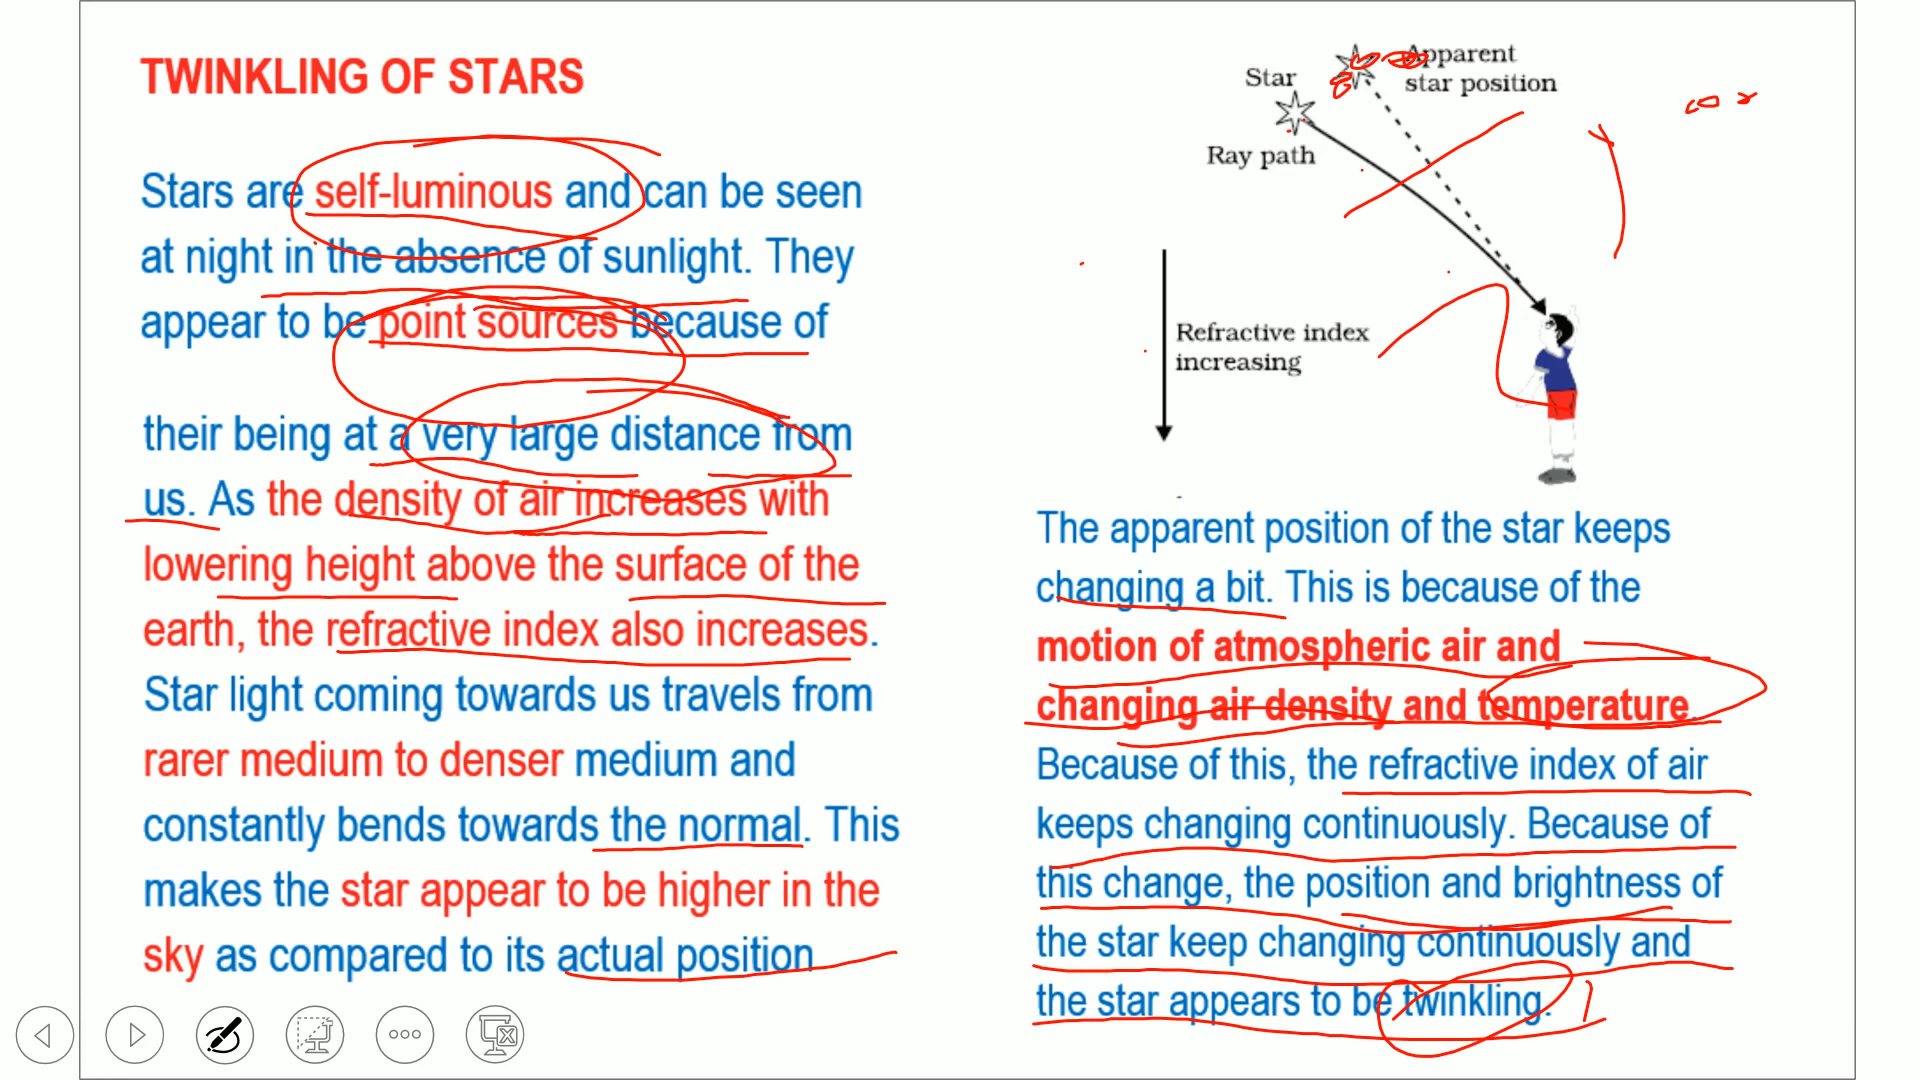 TWINKLING OF STARS
Stars are self-luminous and can be seen
at night in the absence of sunlight. They
appear to be point sources because of
their being at a very large distance from
us. As the density of air increases with
lowering height above the surface of the
earth, the refractive index also increases.
Star light coming towards us travels from
rarer medium to denser medium and
constantly bends towards the normal. This
makes the star appear to be higher in the
sky as compared to its actual position
Apparent
star position
Star
Ray path
Refractive index
increasing
The apparent position of the star keeps
changing a bit. This is because of the
motion of atmospheric air and
changing air density and temperature.
Because of this, the refractive index of air
keeps changing continuously. Because of
this change, the position and brightness of
the star keep changing continuously and
the star appears to be twinkling.